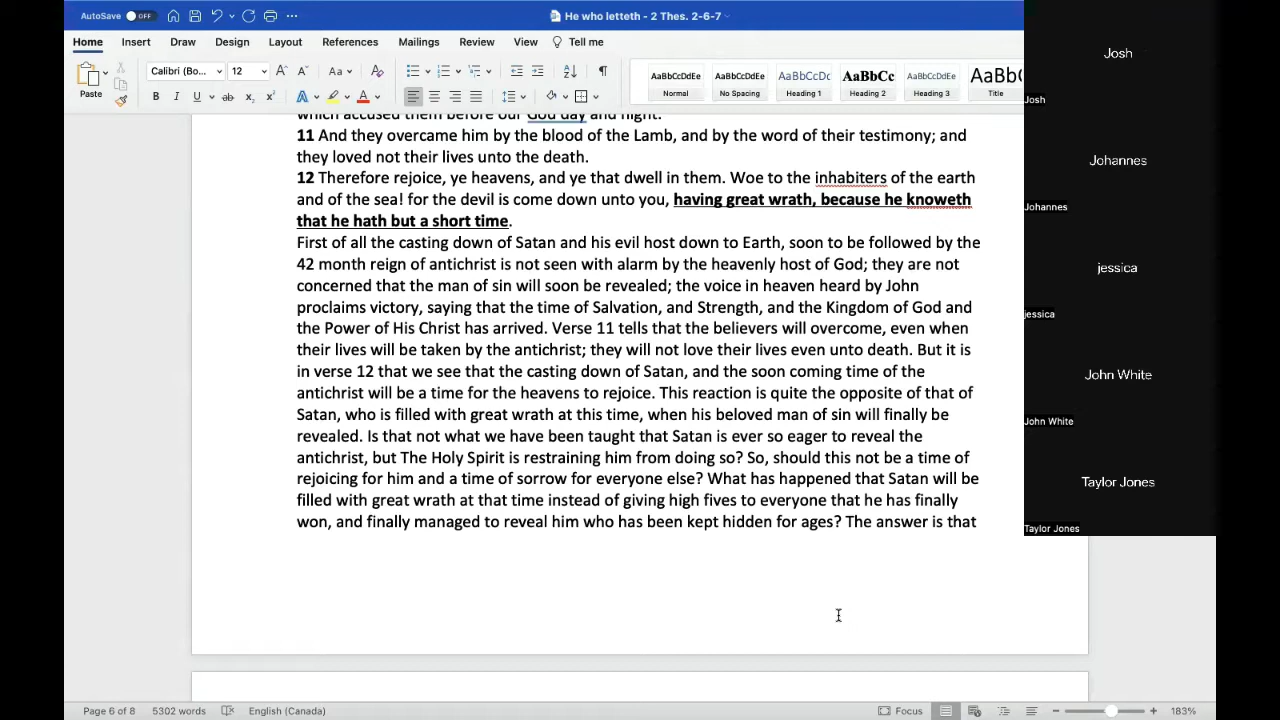 AutoSave OFF
He who letteth - 2 Thes. 2-6-7
Home Insert Draw Design Layout References Mailings Review View Tell me
Paste
Calibri (Bo... 12
AaBbCcDdEe AaBbCcDdEe AaBbCcDc AaBbCc AaBbCcDdEe AaBb(
Normal No Spacing Heading 1 Heading 2 Heading 3 Title
which accused them before our God day and night.
11 And they overcame him by the blood of the Lamb, and by the word of their testimony; and
they loved not their lives unto the death.
12 Therefore rejoice, ye heavens, and ye that dwell in them. Woe to the inhabiters of the earth
and of the sea! for the devil is come down unto you, having great wrath, because he knoweth
that he hath but a short time.
First of all the casting down of Satan and his evil host down to Earth, soon to be followed by the
42 month reign of antichrist is not seen with alarm by the heavenly host of God; they are not
concerned that the man of sin will soon be revealed; the voice in heaven heard by John
proclaims victory, saying that the time of Salvation, and Strength, and the Kingdom of God and
the Power of His Christ has arrived. Verse 11 tells that the believers will overcome, even when
their lives will be taken by the antichrist; they will not love their lives even unto death. But it is
in verse 12 that we see that the casting down of Satan, and the soon coming time of the
antichrist will be a time for the heavens to rejoice. This reaction is quite the opposite of that of
Satan, who is filled with great wrath at this time, when his beloved man of sin will finally be
revealed. Is that not what we have been taught that Satan is ever so eager to reveal the
antichrist, but The Holy Spirit is restraining him from doing so? So, should this not be a time of
rejoicing for him and a time of sorrow for everyone else? What has happened that Satan will be
filled with great wrath at that time instead of giving high fives to everyone that he has finally
won, and finally managed to reveal him who has been kept hidden for ages? The answer is that
Josh
Josh
Johannes
Johannes
jessica
jessica
John White
John White
Taylor Jones
Taylor Jones
Page 6 of 8 5302 words English (Canada) Focus 183%